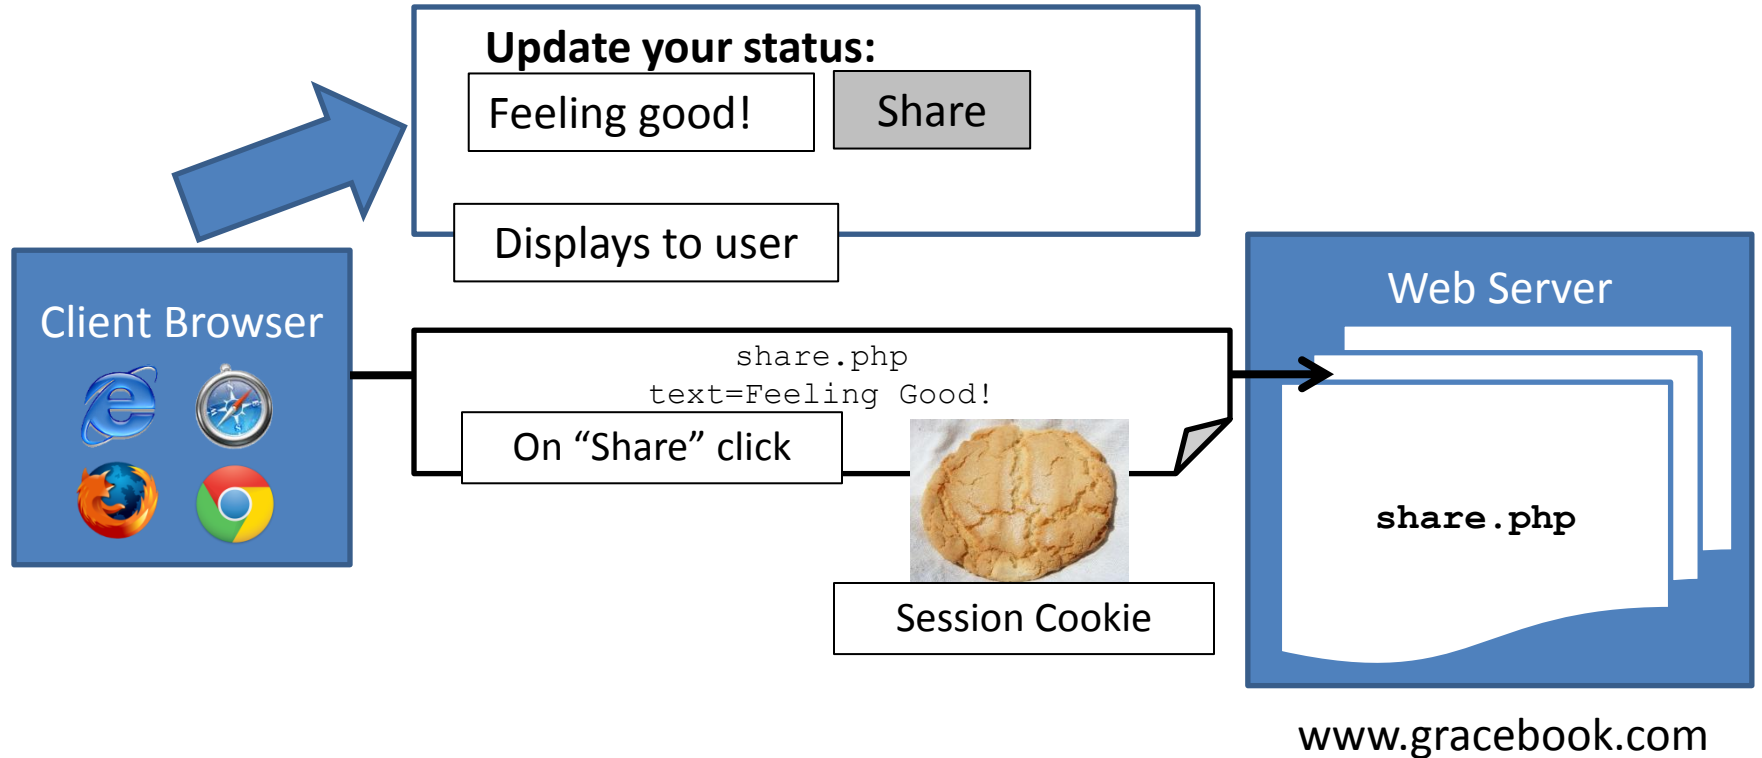 Update your status:
Feeling good!
Share
Displays to user
Client Browser
Web Server
share.php
text=Feeling Good!
On “Share” click
share.php
Session Cookie
www.gracebook.com